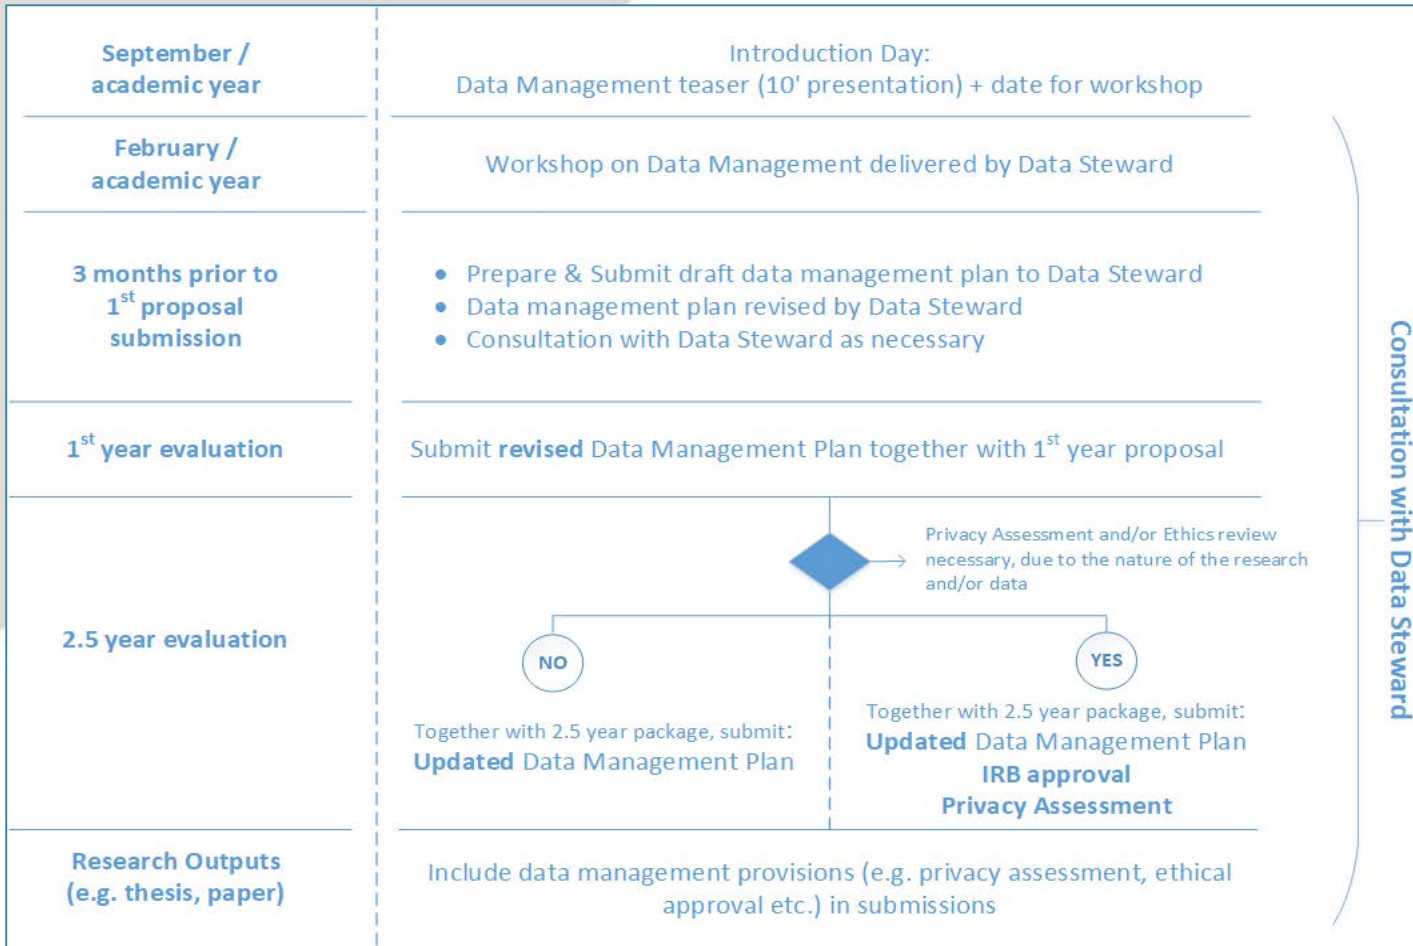 September /
academic year
Introduction Day:
Data Management teaser (10' presentation) + date for workshop
February /
academic year
Workshop on Data Management delivered by Data Steward
3 months prior to
1st proposal
submission
• Prepare & Submit draft data management plan to Data Steward
• Data management plan revised by Data Steward
• Consultation with Data Steward as necessary
1st year evaluation
Submit revised Data Management Plan together with 1st year proposal
2.5 year evaluation
Privacy Assessment and/or Ethics review
necessary, due to the nature of the research
and/or data
NO
Together with 2.5 year package, submit:
Updated Data Management Plan
YES
Together with 2.5 year package, submit:
Updated Data Management Plan
IRB approval
Privacy Assessment
Research Outputs
(e.g. thesis, paper)
Include data management provisions (e.g. privacy assessment, ethical
approval etc.) in submissions
Consultation with Data Steward